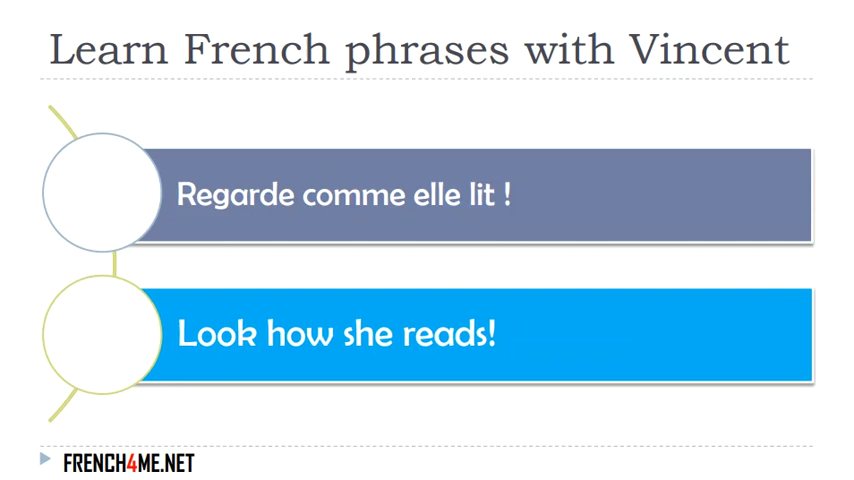 Learn French phrases with Vincent
Regarde comme elle lit !
Look how she reads!
FRENCH4ME.NET